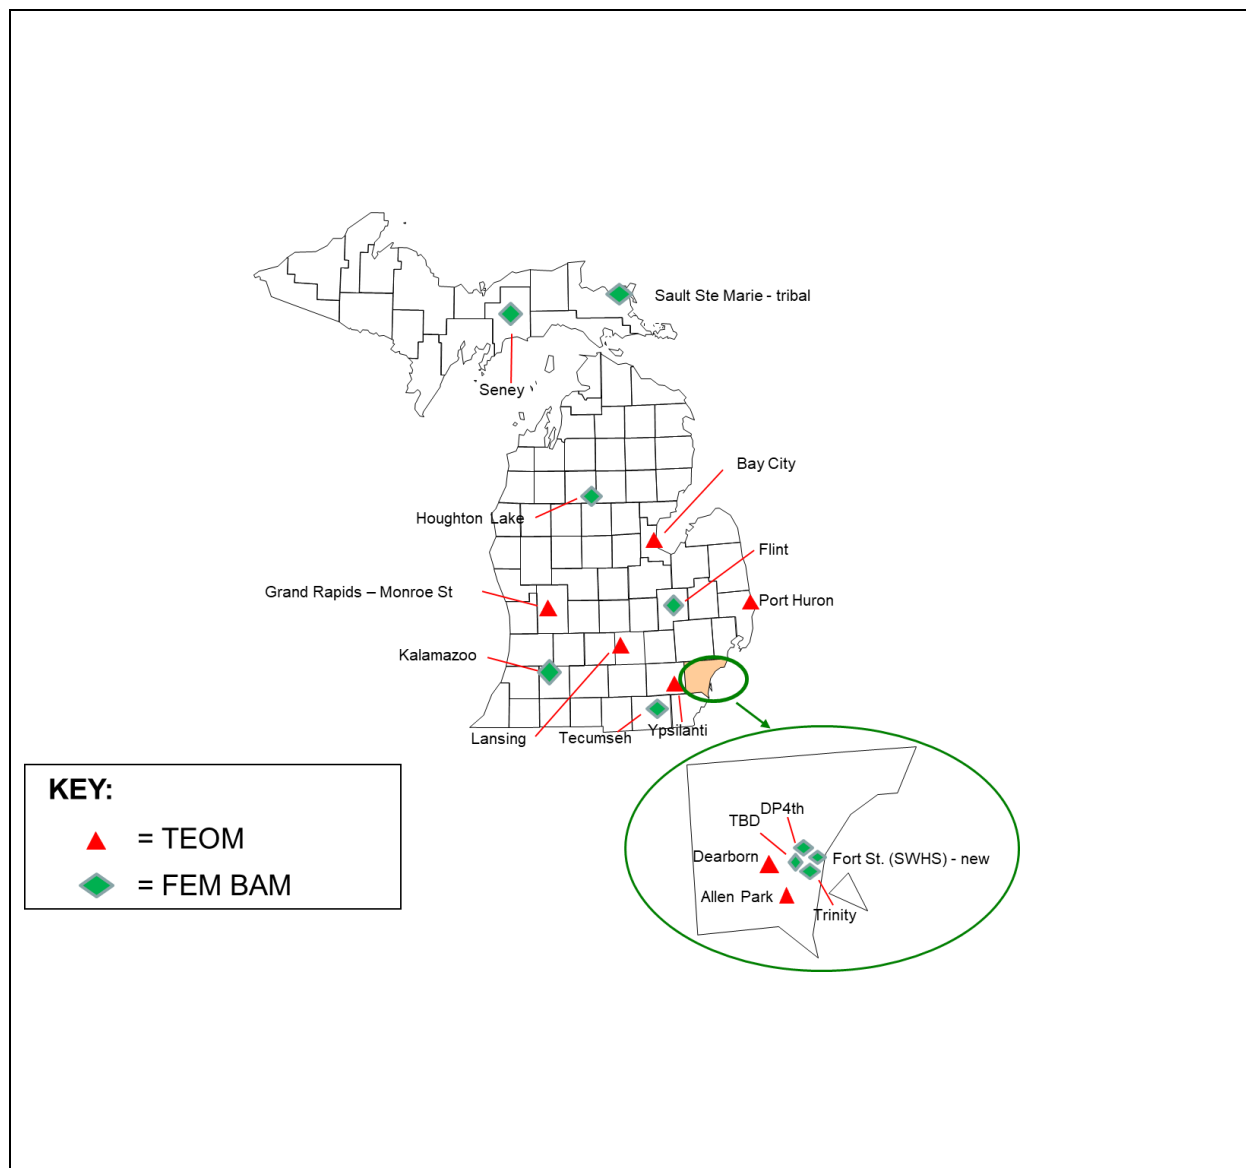 Sault Ste Marie - tribal
Seney
Bay City
Houghton Lake
Flint
Grand Rapids – Monroe St
Port Huron
Kalamazoo
Lansing
Tecumseh
Ypsilanti
KEY:
= TEOM
= FEM BAM
DP4th
TBD
Dearborn
Fort St. (SWHS) - new
Allen Park
Trinity